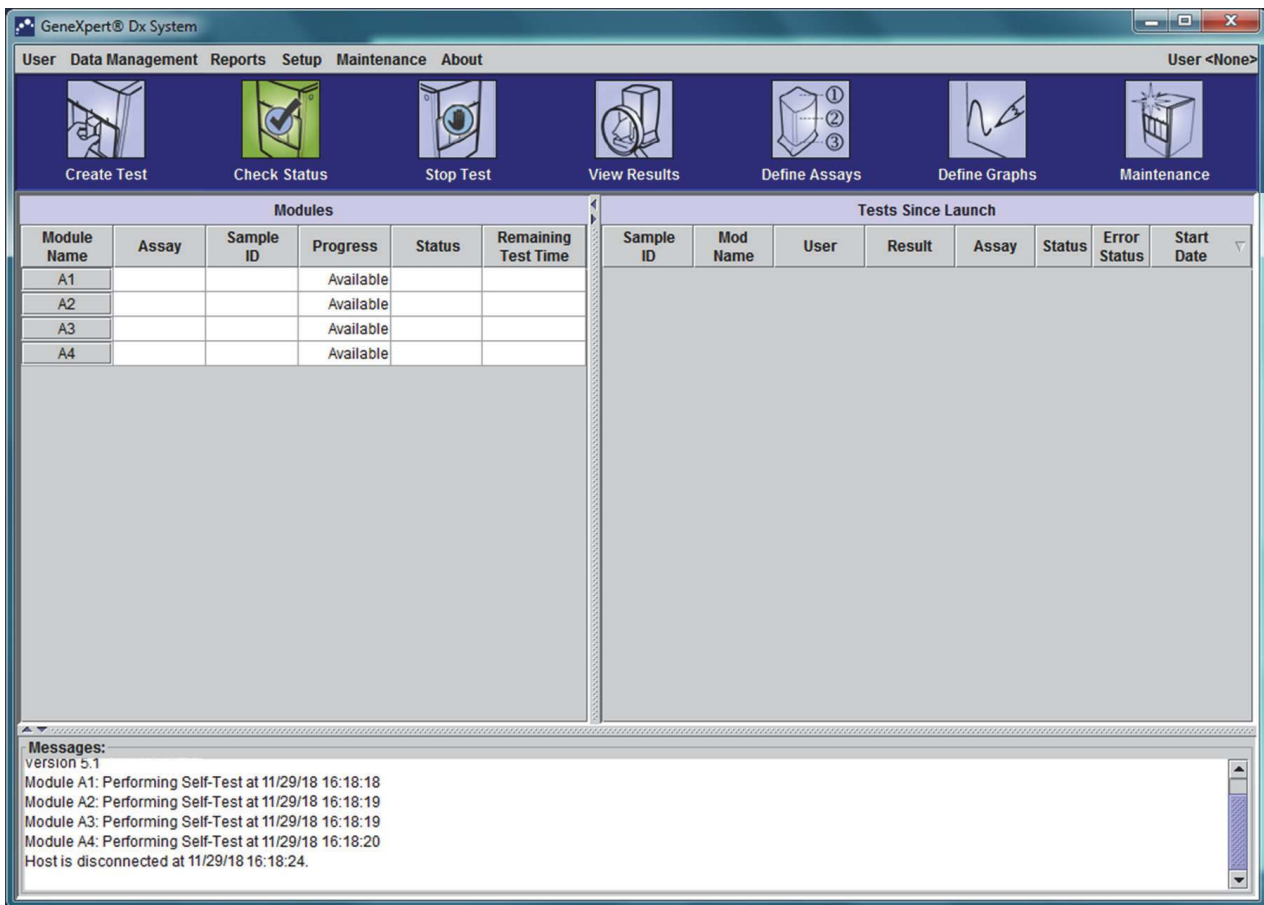 GeneXpert® Dx System
User Data Management Reports Setup Maintenance About User <None>
Create Test Check Status Stop Test View Results Define Assays Define Graphs Maintenance
①
②
③
Modules Tests Since Launch
Module Name Assay Sample ID Progress Status Remaining Test Time Sample ID Mod Name User Result Assay Status Error Status Start Date
A1 Available
A2 Available
A3 Available
A4 Available
Messages:
Version 5.1
Module A1: Performing Self-Test at 11/29/18 16:18:18
Module A2: Performing Self-Test at 11/29/18 16:18:19
Module A3: Performing Self-Test at 11/29/18 16:18:19
Module A4: Performing Self-Test at 11/29/18 16:18:20
Host is disconnected at 11/29/18 16:18:24.